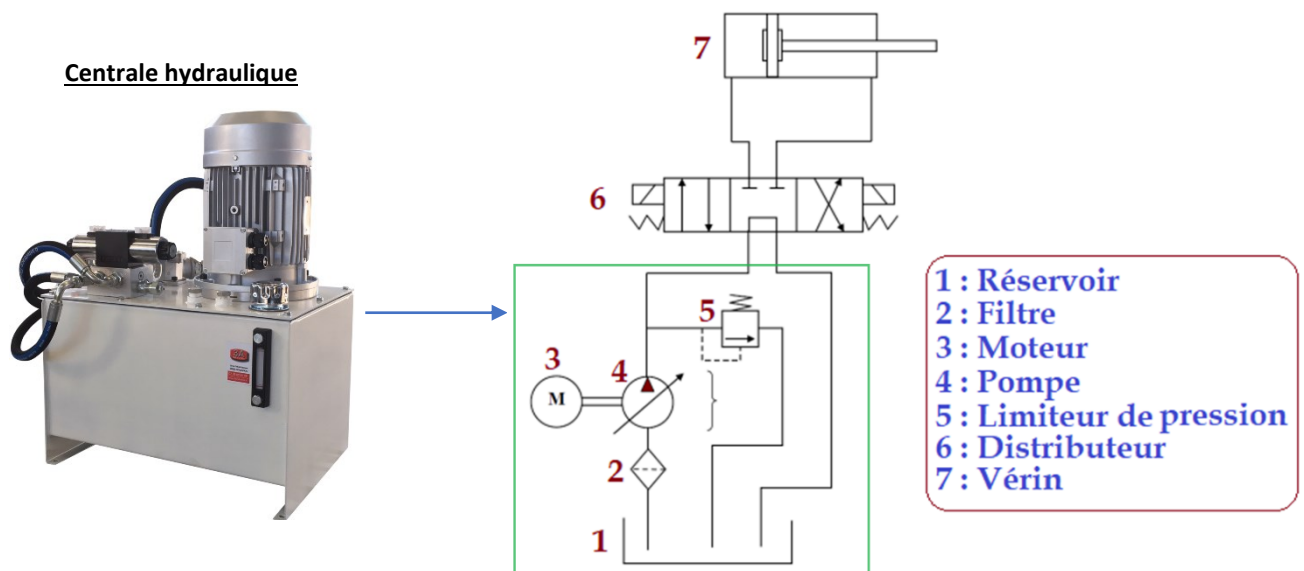 Centrale hydraulique
7
6
5
3
4
M
2
1
1 : Réservoir
2 : Filtre
3 : Moteur
4 : Pompe
5 : Limiteur de pression
6 : Distributeur
7 : Vérin